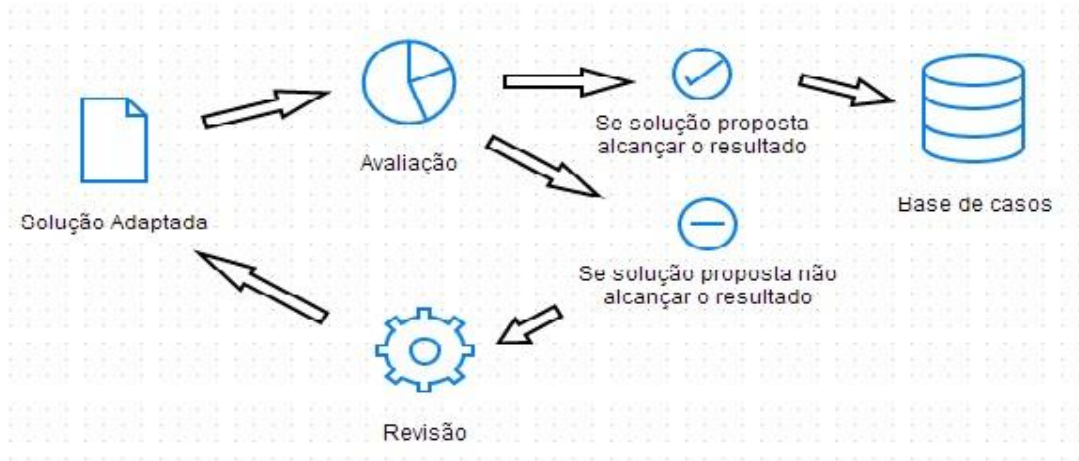 Solução Adaptada
Avaliação
Se solução proposta
alcançar o resultado
Base de casos
Se solução proposta não
alcançar o resultado
Revisão